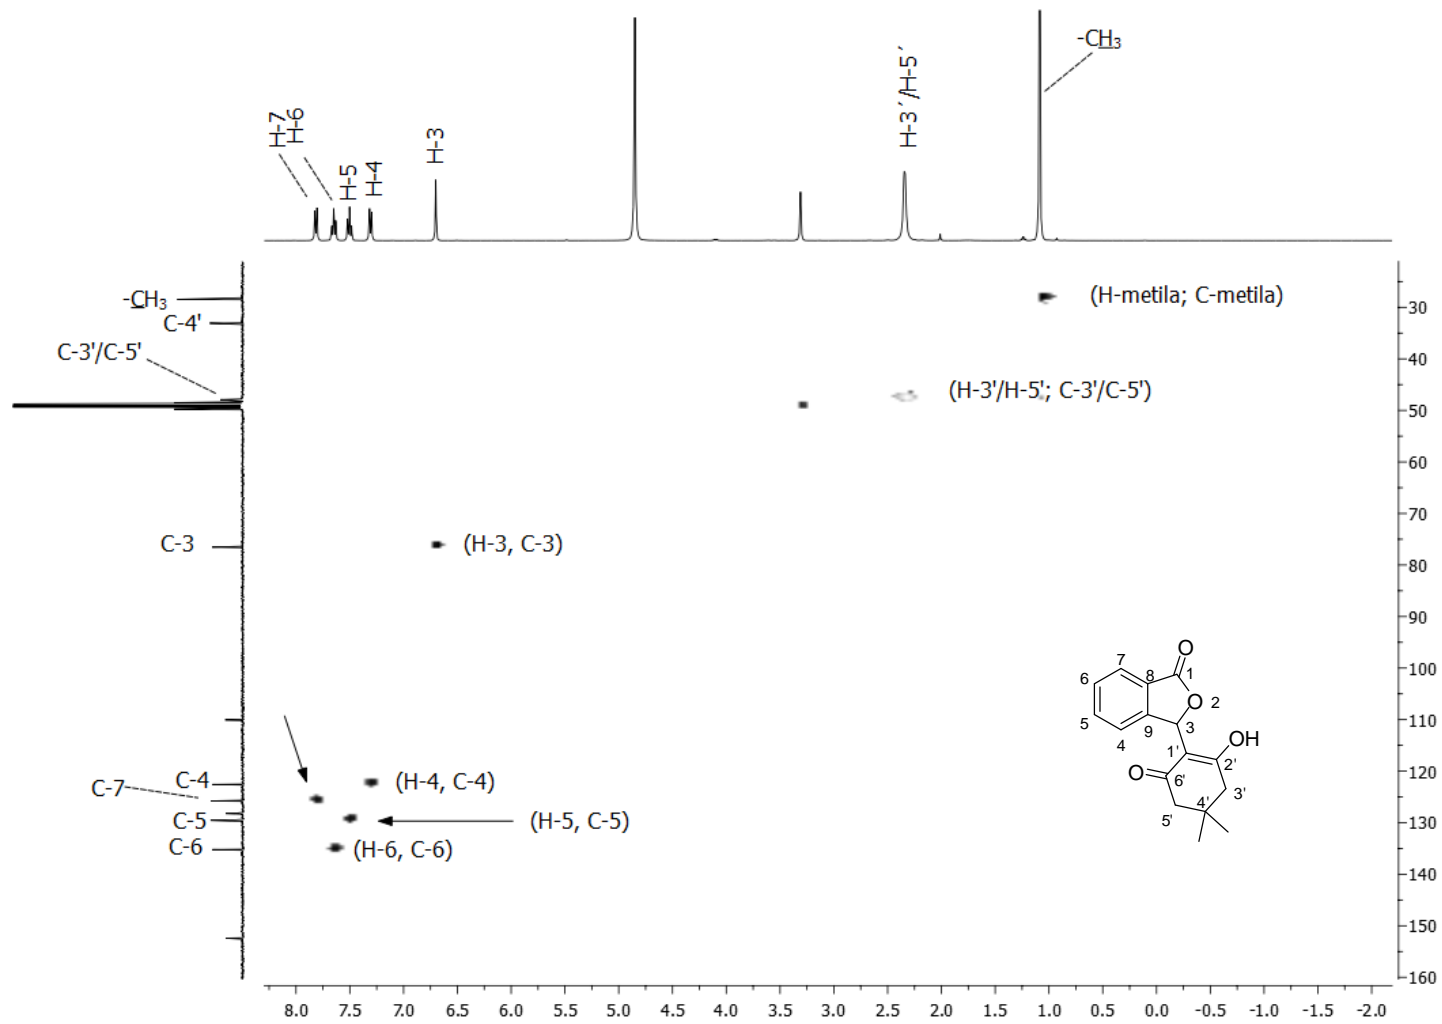 -CH3
H-3´/H-5´
H-7
H-6
H-5
H-4
H-3
-CH3
C-4'
C-3'/C-5'
(H-metila; C-metila)
(H-3'/H-5'; C-3'/C-5')
C-3
(H-3, C-3)
C-4
C-7
C-5
C-6
(H-4, C-4)
(H-5, C-5)
(H-6, C-6)
O
7
1
6
8
O
2
5
9
3
4
OH
1'
2'
O
6'
3'
4'
5'
30
40
50
60
70
80
90
100
110
120
130
140
150
160
8.0 7.5 7.0 6.5 6.0 5.5 5.0 4.5 4.0 3.5 3.0 2.5 2.0 1.5 1.0 0.5 0.0 -0.5 -1.0 -1.5 -2.0